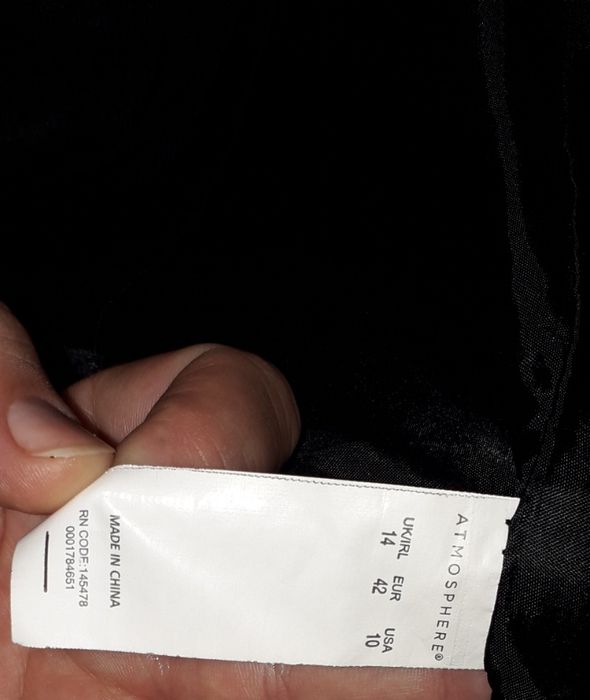 ATMOSPHERE®
UK/IRL EUR USA
14 42 10
MADE IN CHINA
RN CODE:145478
0001784651